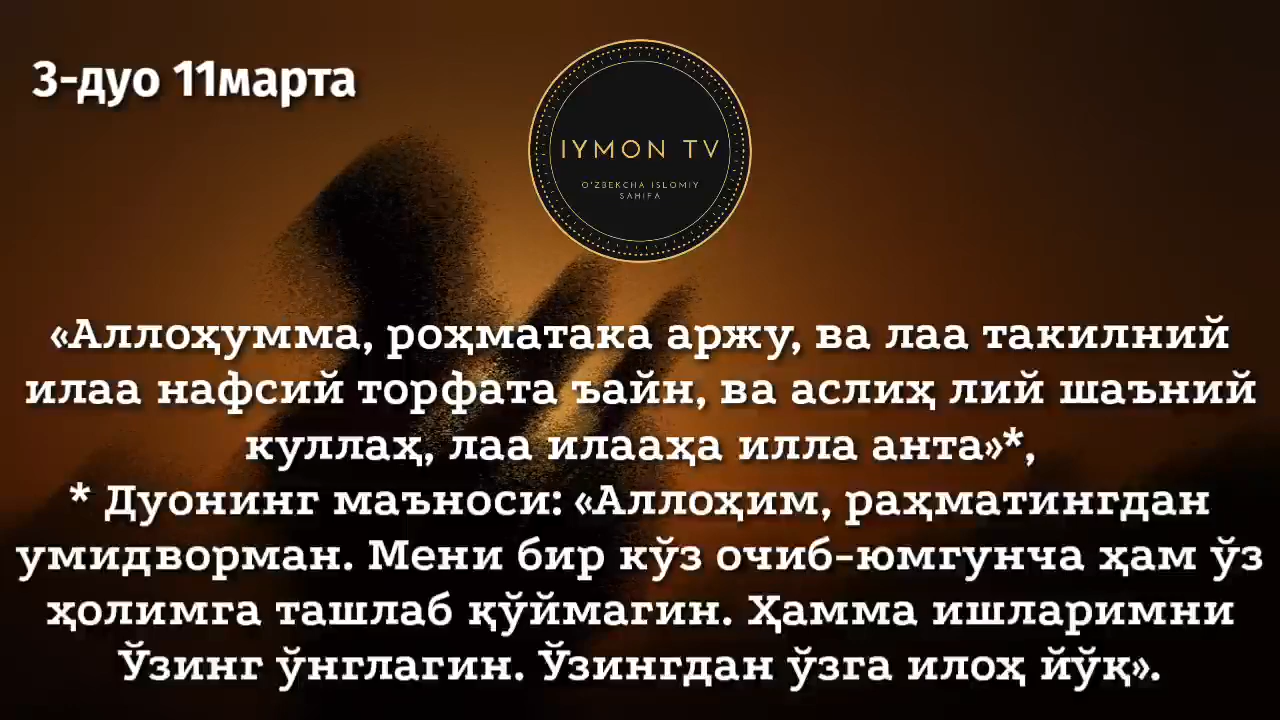 3-дуо 11марта
IYMON TV
O'ZBEKCHA ISLOMIY
SAHIFA
«Аллоҳумма, роҳматака аржу, ва лаа такилний
илаа нафсий торфата ъайн, ва аслиҳ лий шаъний
куллаҳ, лаа илааҳа илла анта»*,
* Дуонинг маъноси: «Аллоҳим, раҳматингдан
умидворман. Мени бир кўз очиб-юмгунча ҳам ўз
ҳолимга ташлаб қўймагин. Ҳамма ишларимни
Ўзинг ўнглагин. Ўзингдан ўзга илоҳ йўқ».